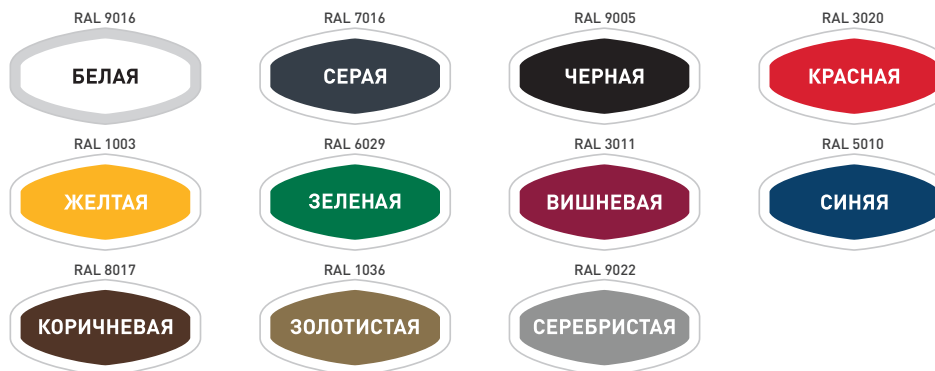 RAL 9016
RAL 7016
RAL 9005
RAL 3020
БЕЛАЯ
СЕРАЯ
ЧЕРНАЯ
КРАСНАЯ
RAL 1003
RAL 6029
RAL 3011
RAL 5010
ЖЕЛТАЯ
ЗЕЛЕНАЯ
ВИШНЕВАЯ
СИНЯЯ
RAL 8017
RAL 1036
RAL 9022
КОРИЧНЕВАЯ
ЗОЛОТИСТАЯ
СЕРЕБРИСТАЯ